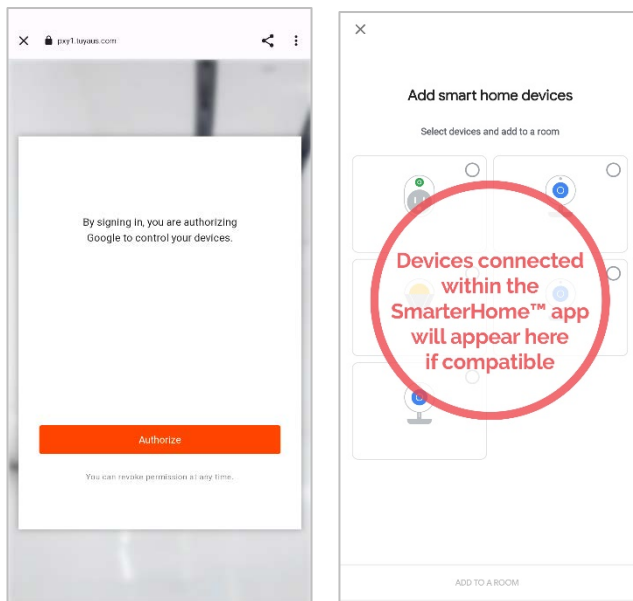 pxy1.tuyaus.com
By signing in, you are authorizing
Google to control your devices.
Authorize
You can revoke permission at any time.
Add smart home devices
Select devices and add to a room
Devices connected
within the
SmarterHome™ app
will appear here
if compatible
ADD TO A ROOM